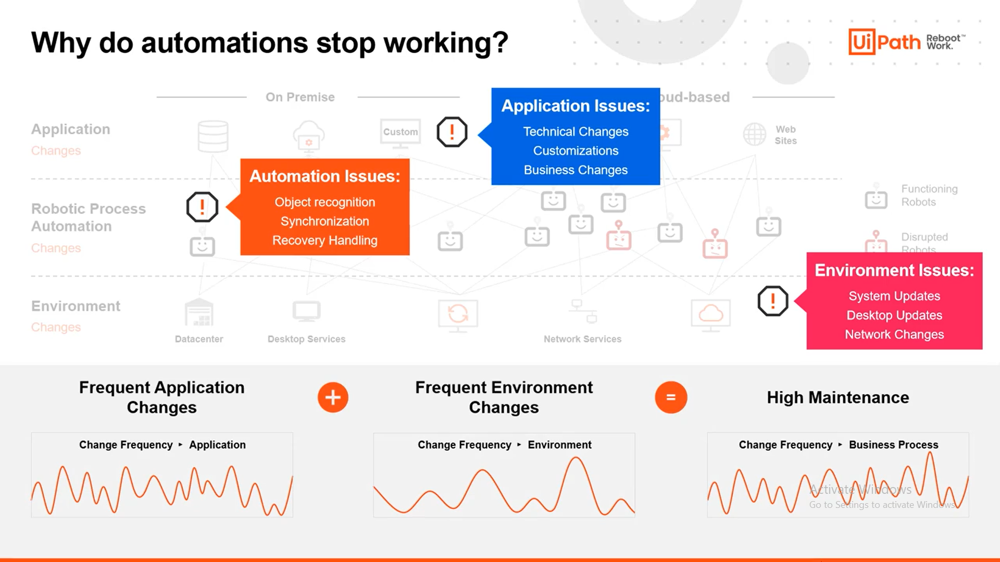 Why do automations stop working?
Ui Path Reboot™
Work.
On Premise
oud-based
Application Issues:
Technical Changes
Customizations
Business Changes
Application
Changes
Custom
Web
Sites
Automation Issues:
Object recognition
Synchronization
Recovery Handling
Robotic Process
Automation
Changes
Functioning
Robots
Disrupted
Robots
Environment Issues:
System Updates
Desktop Updates
Network Changes
Environment
Changes
Datacenter
Desktop Services
Network Services
Frequent Application
Changes
+
Frequent Environment
Changes
=
High Maintenance
Change Frequency ▸ Application
Change Frequency ▸ Environment
Change Frequency ▸ Business Process
Activate Windows
Go to Settings to activate Windows.